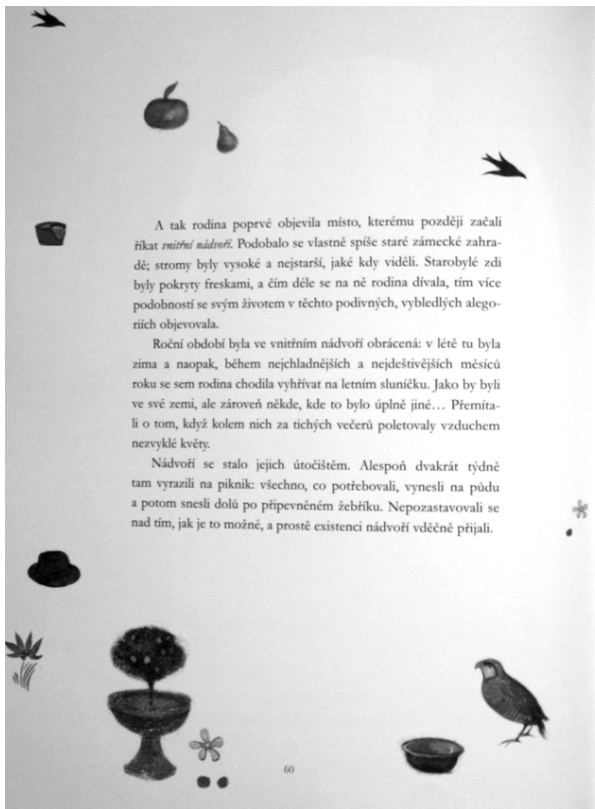 A tak rodina poprvé objevila místo, kterému později začali
říkat vnitřní nádvoří. Podobalo se vlastně spíše staré zámecké zahra-
dě; stromy byly vysoké a nejstarší, jaké kdy viděli. Starobylé zdi
byly pokryty freskami, a čím déle se na ně rodina dívala, tím více
podobností se svým životem v těchto podivných, vybledlých alego-
riích objevovala.
Roční období byla ve vnitřním nádvoří obrácená: v létě tu byla
zima a naopak, během nejchladnějších a nejdeštivějších měsíců
roku se sem rodina chodila vyhřívat na letním sluníčku. Jako by byli
ve své zemi, ale zároveň někde, kde to bylo úplně jiné… Přemíta-
li o tom, když kolem nich za tichých večerů poletovaly vzduchem
nezvyklé květy.
Nádvoří se stalo jejich útočištěm. Alespoň dvakrát týdně
tam vyrazili na piknik: všechno, co potřebovali, vynesli na půdu
a potom snesli dolů po připevněném žebříku. Nepozastavovali se
nad tím, jak je to možné, a prostě existenci nádvoří vděčně přijali.
60